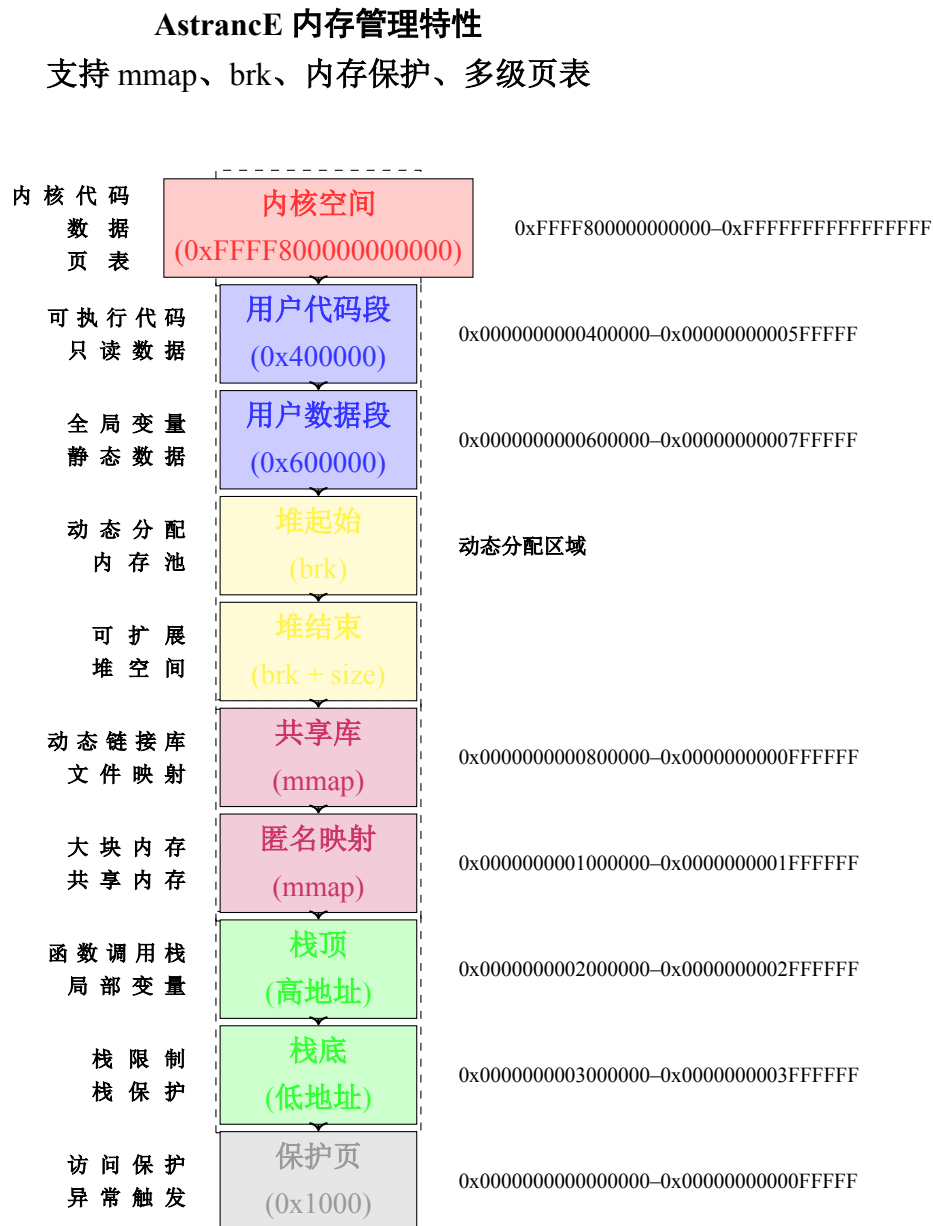 AstrancE 内存管理特性
支持 mmap、brk、内存保护、多级页表
内核代码
数据
页表
内核空间
(0xFFFF800000000000)
0xFFFF800000000000–0xFFFFFFFFFFFFFFFF
可执行代码
只读数据
用户代码段
(0x400000)
0x0000000000400000–0x00000000005FFFFF
全局变量
静态数据
用户数据段
(0x600000)
0x0000000000600000–0x00000000007FFFFF
动态分配
内存池
堆起始
(brk)
动态分配区域
可扩展
堆空间
堆结束
(brk + size)
动态链接库
文件映射
共享库
(mmap)
0x0000000000800000–0x0000000000FFFFFF
大块内存
共享内存
匿名映射
(mmap)
0x0000000001000000–0x0000000001FFFFFF
函数调用栈
局部变量
栈顶
(高地址)
0x0000000002000000–0x0000000002FFFFFF
栈限制
栈保护
栈底
(低地址)
0x0000000003000000–0x0000000003FFFFFF
访问保护
异常触发
保护页
(0x1000)
0x0000000000000000–0x00000000000FFFFF